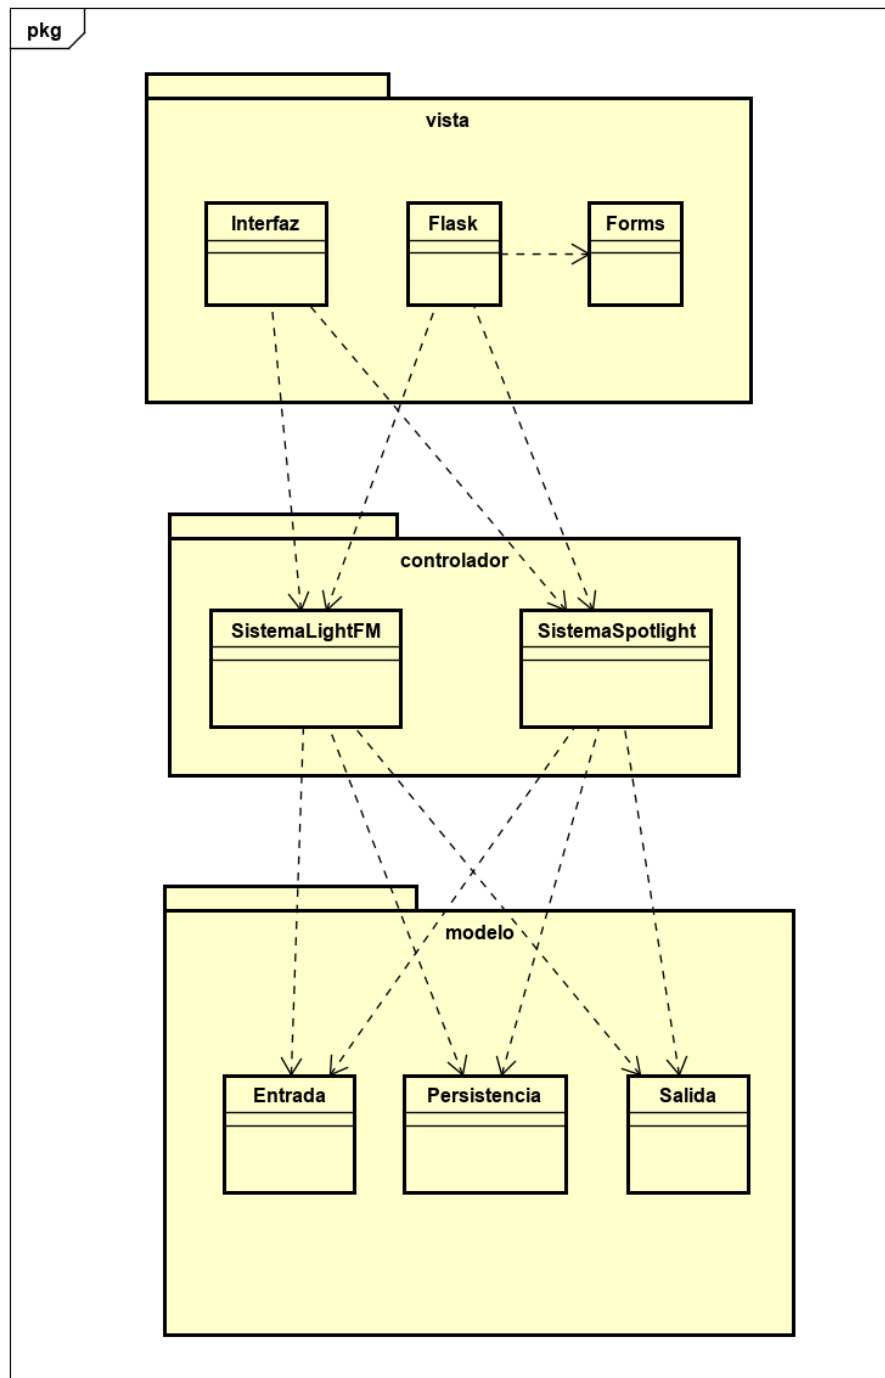 pkg
vista
Interfaz
Flask
Forms
controlador
SistemaLightFM
SistemaSpotlight
modelo
Entrada
Persistencia
Salida